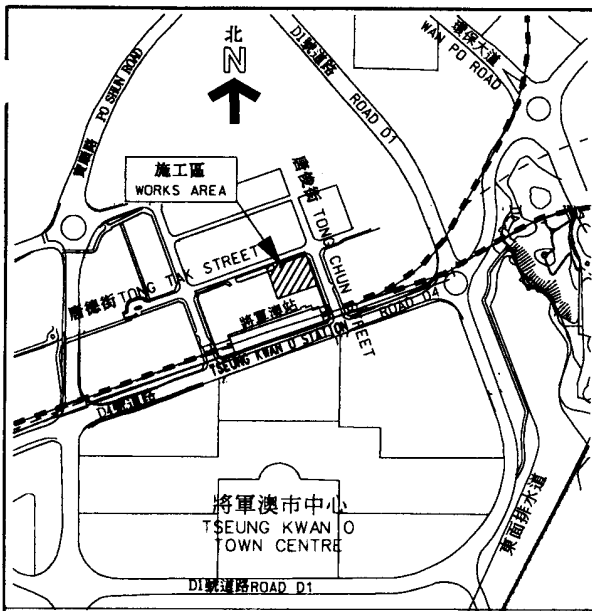 北
N
D1號道路
ROAD D1
環保大道
WAN PO ROAD
寶順路 PO SHUN ROAD
施工區
WORKS AREA
唐俊街 TONG CHUN STREET
唐德街 TONG TAK STREET
將軍澳站
TSEUNG KWAN O STATION
ROAD D4
D4號道路
將軍澳市中心
TSEUNG KWAN O
TOWN CENTRE
東面排水道
D1號道路 ROAD D1